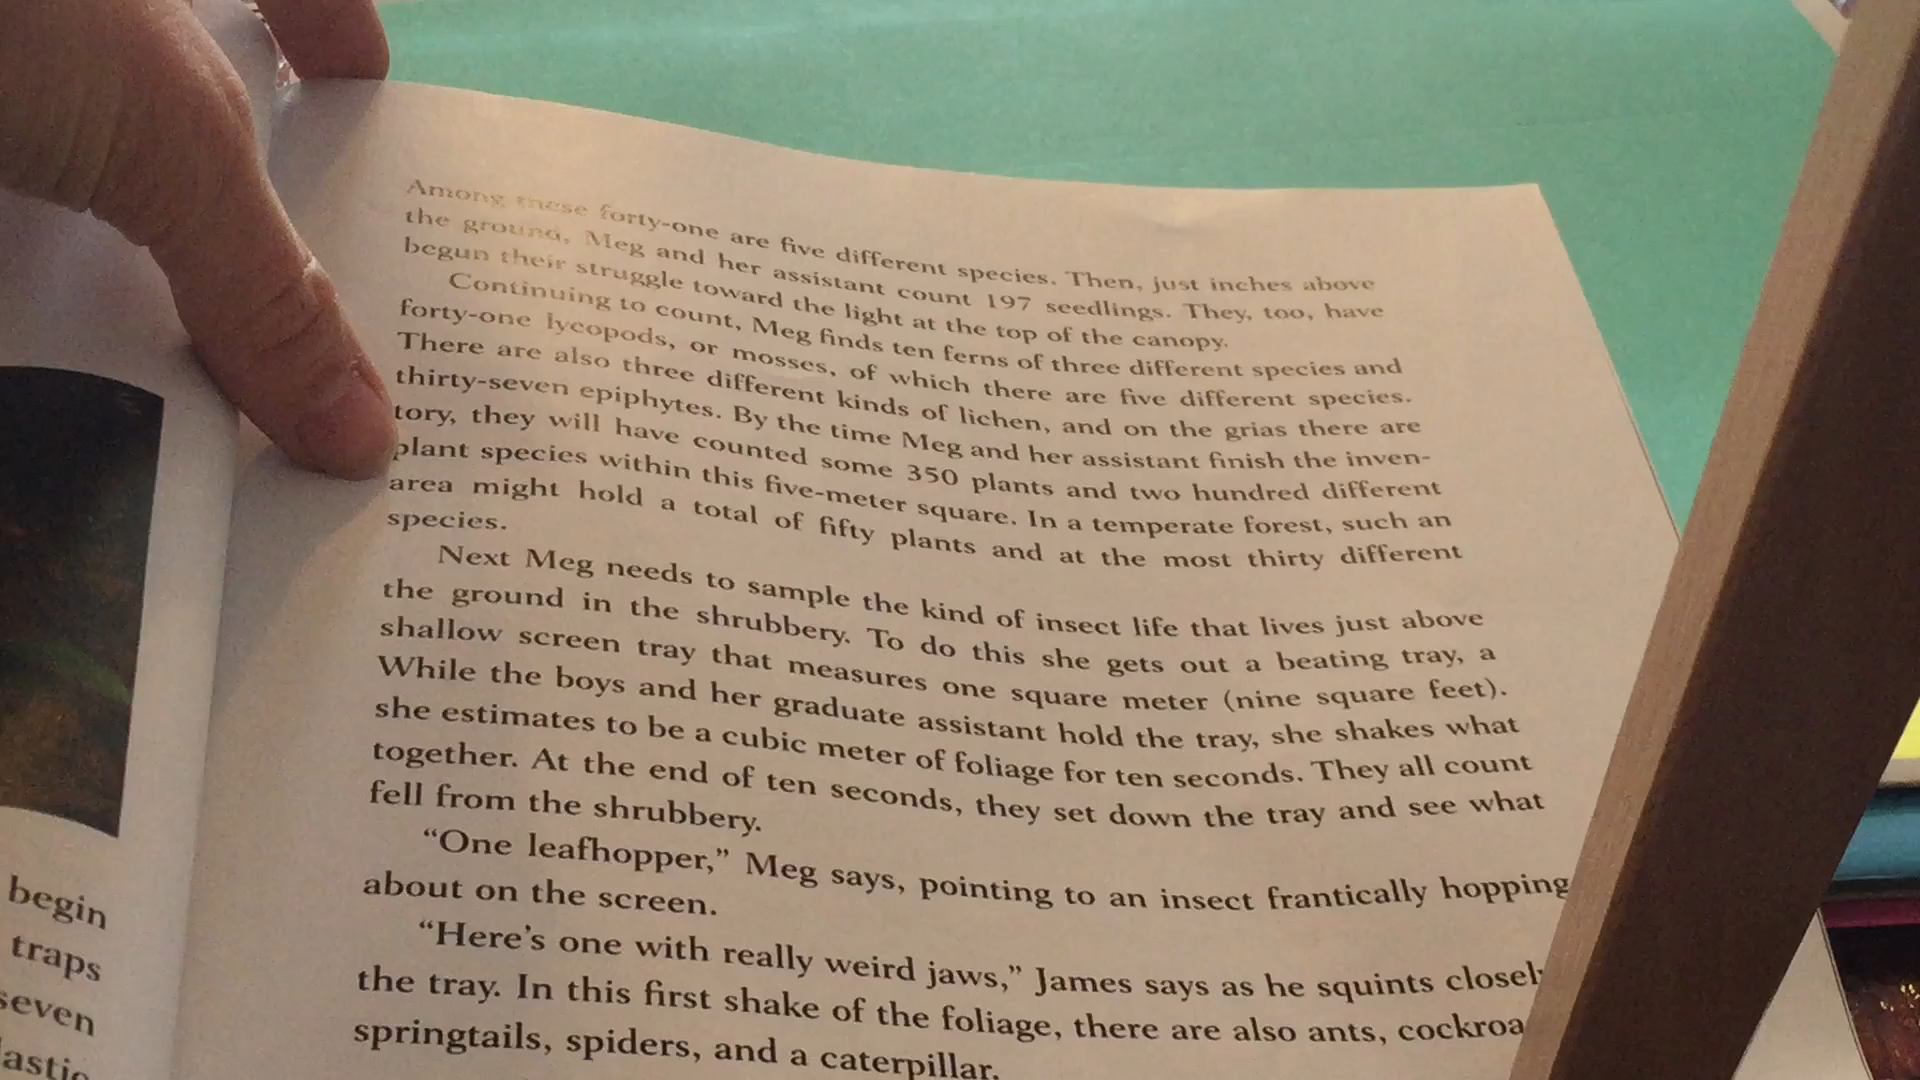 Among these forty-one are five different species. Then, just inches above
the ground, Meg and her assistant count 197 seedlings. They, too, have
begun their struggle toward the light at the top of the canopy.
Continuing to count, Meg finds ten ferns of three different species and
forty-one lycopods, or mosses, of which there are five different species.
There are also three different kinds of lichen, and on the grias there are
thirty-seven epiphytes. By the time Meg and her assistant finish the inven-
tory, they will have counted some 350 plants and two hundred different
plant species within this five-meter square. In a temperate forest, such an
area might hold a total of fifty plants and at the most thirty different
species.
Next Meg needs to sample the kind of insect life that lives just above
the ground in the shrubbery. To do this she gets out a beating tray, a
shallow screen tray that measures one square meter (nine square feet).
While the boys and her graduate assistant hold the tray, she shakes what
she estimates to be a cubic meter of foliage for ten seconds. They all count
together. At the end of ten seconds, they set down the tray and see what
fell from the shrubbery.
“One leafhopper,” Meg says, pointing to an insect frantically hopping
about on the screen.
“Here’s one with really weird jaws,” James says as he squints
the tray. In this first shake of the foliage, there are also ants,
springtails, spiders, and a caterpillar.
begin
traps
seven